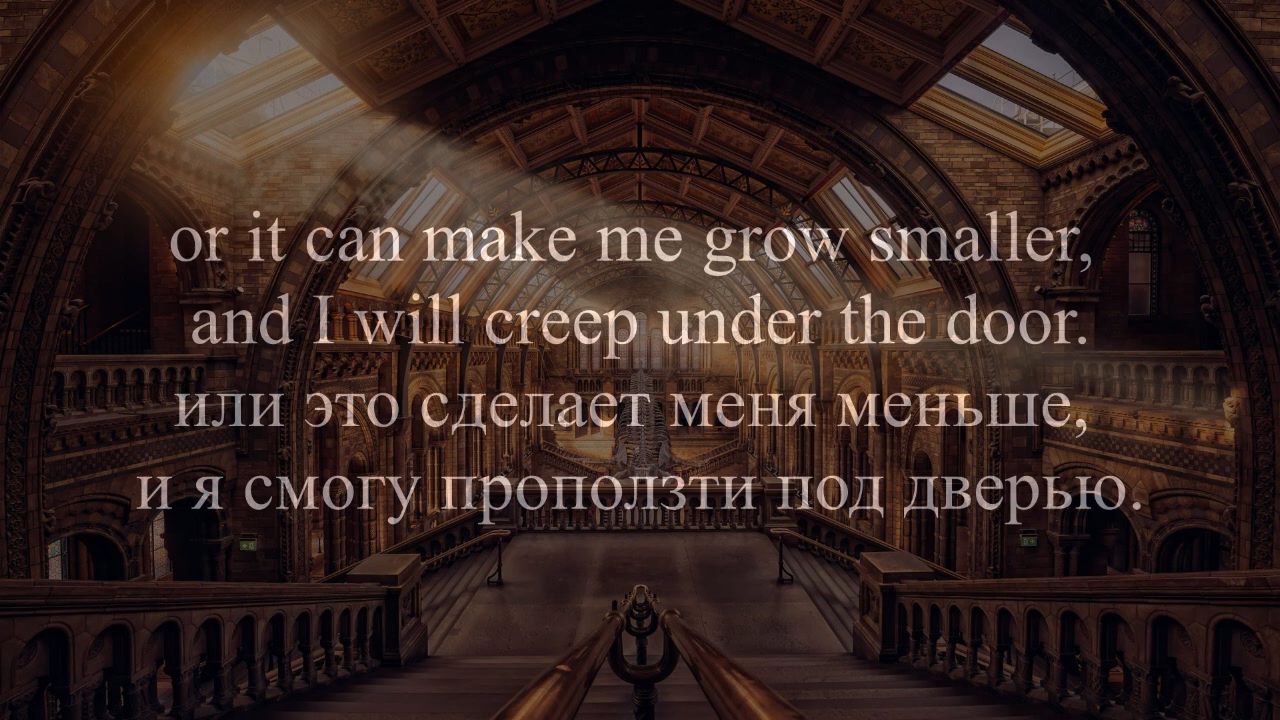 or it can make me grow smaller,
and I will creep under the door.
или это сделает меня меньше,
и я смогу проползти под дверью.